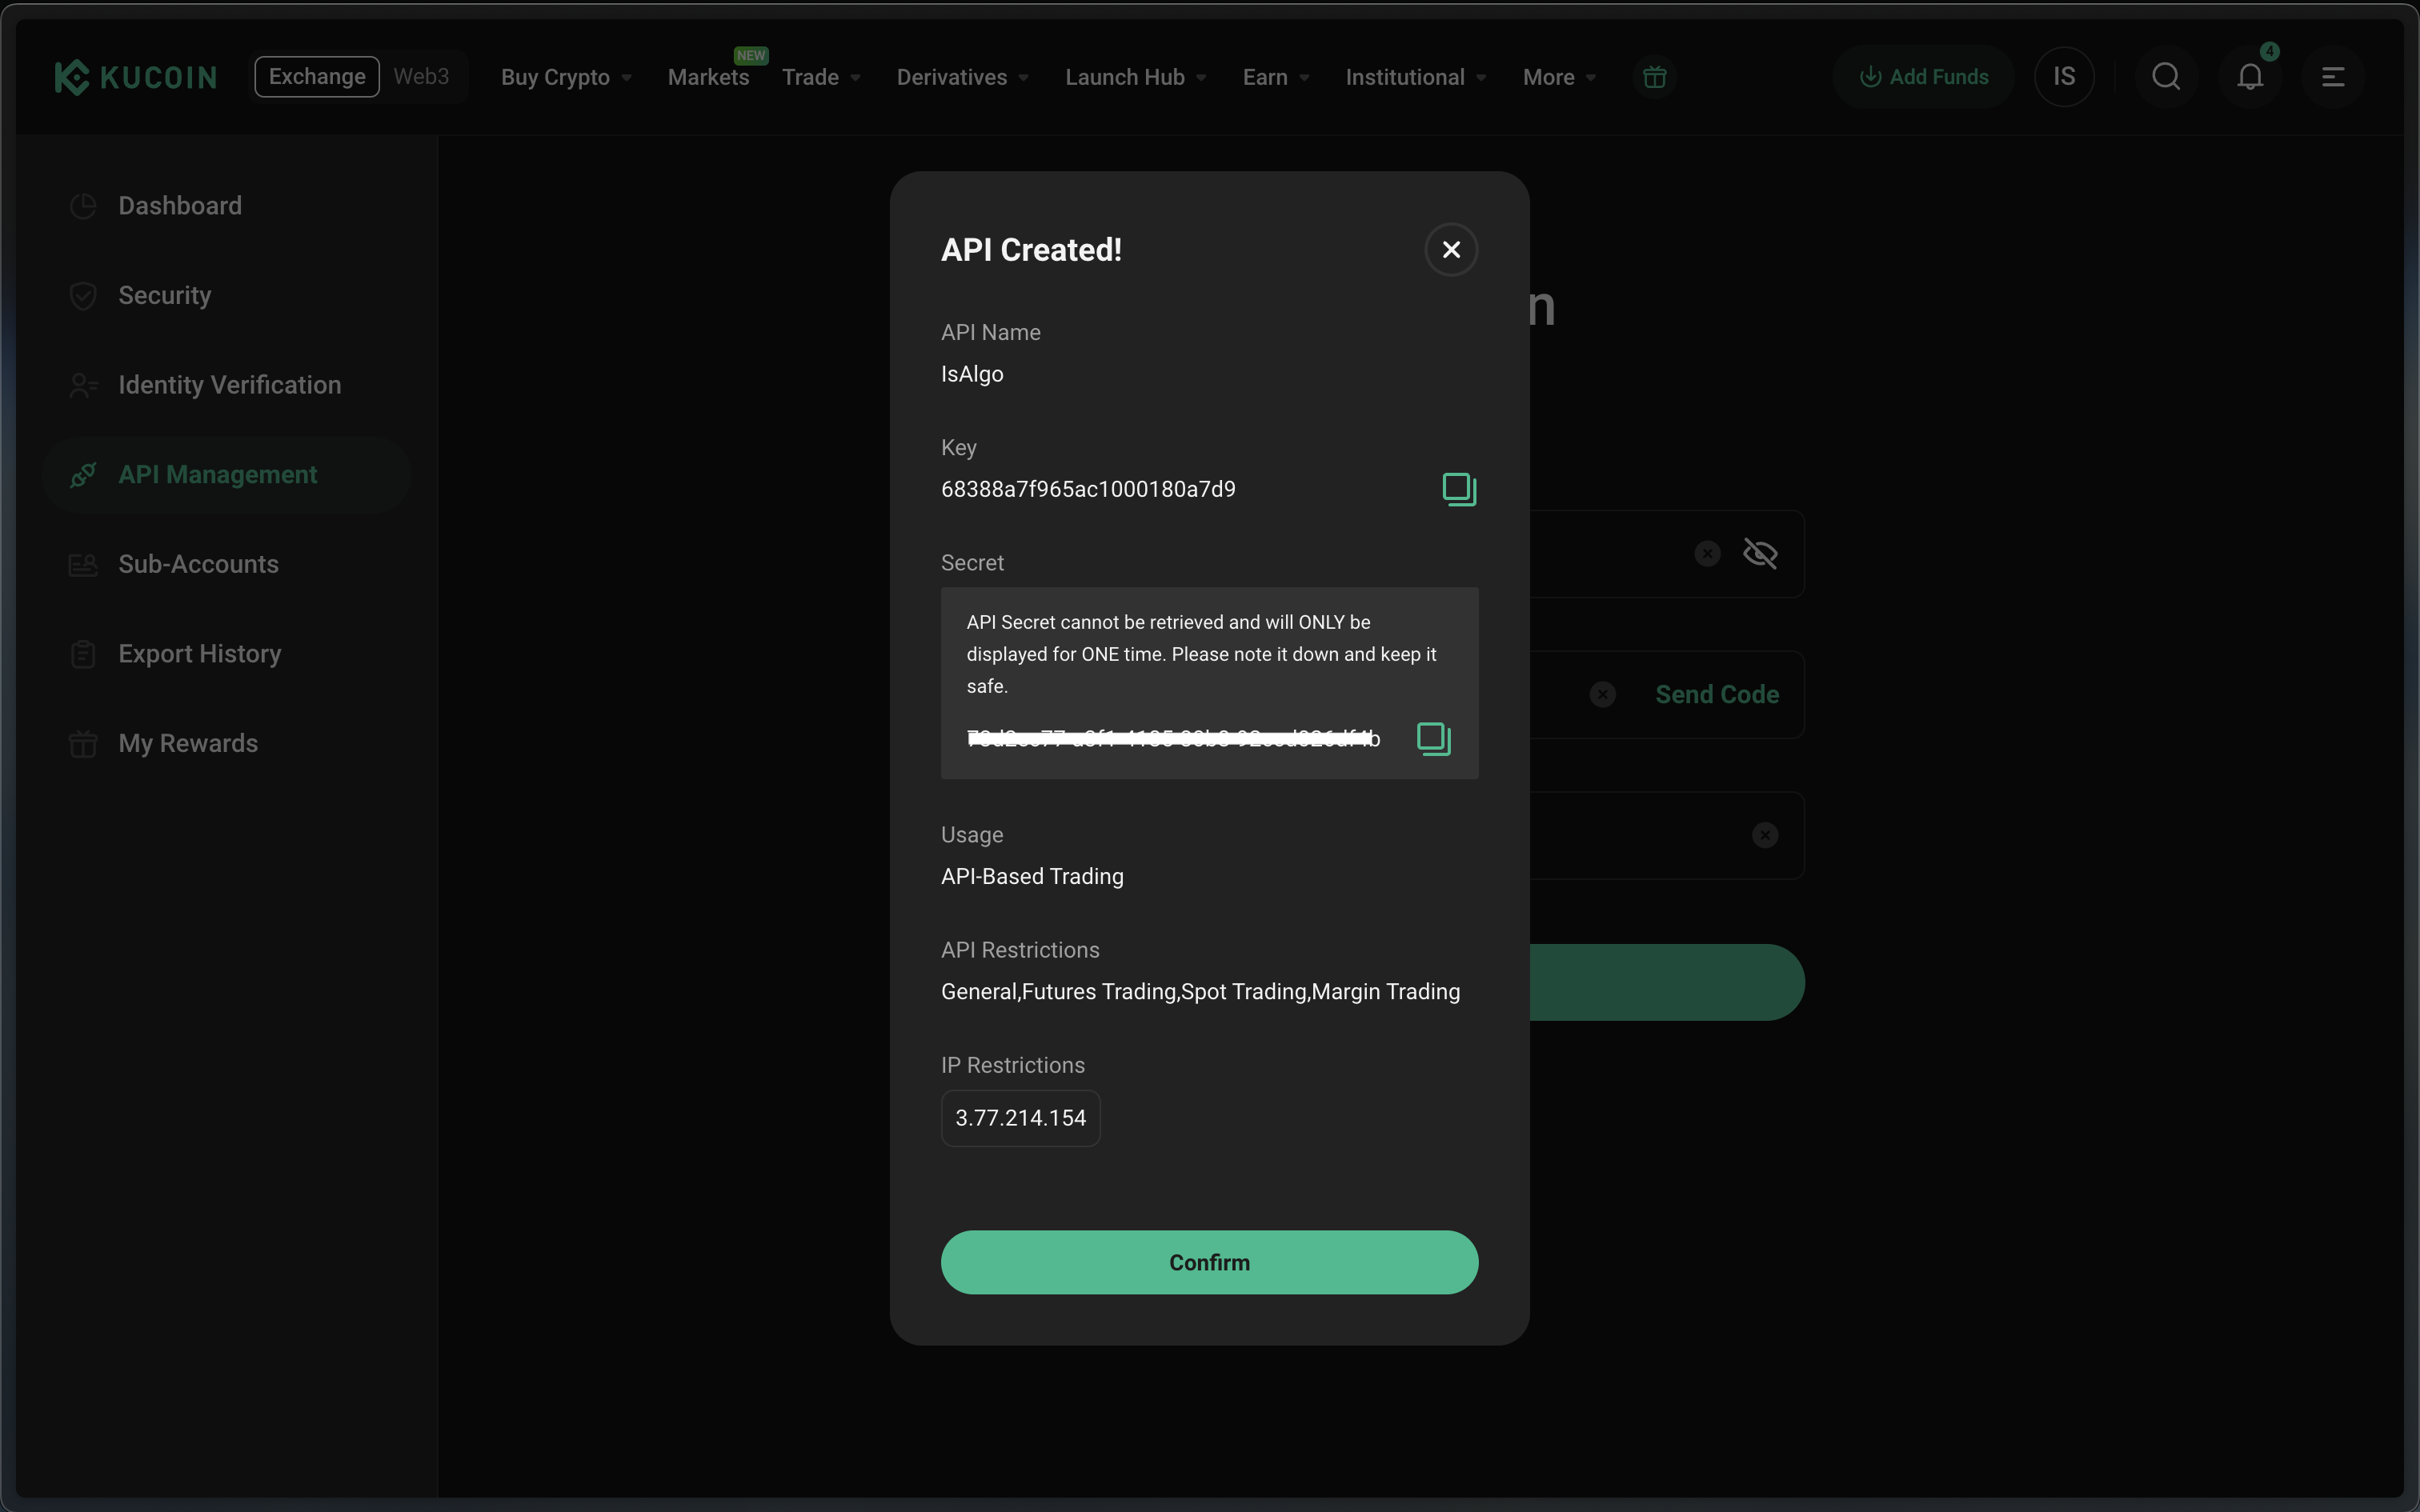 KUCOIN
Exchange
Web3
Buy Crypto
Markets
NEW
Trade
Derivatives
Launch Hub
Earn
Institutional
More
Add Funds
IS
4
Dashboard
Security
Identity Verification
API Management
Sub-Accounts
Export History
My Rewards
n
Send Code
API Created!
API Name
IsAlgo
Key
68388a7f965ac1000180a7d9
Secret
API Secret cannot be retrieved and will ONLY be
displayed for ONE time. Please note it down and keep it
safe.
Usage
API-Based Trading
API Restrictions
General,Futures Trading,Spot Trading,Margin Trading
IP Restrictions
3.77.214.154
Confirm